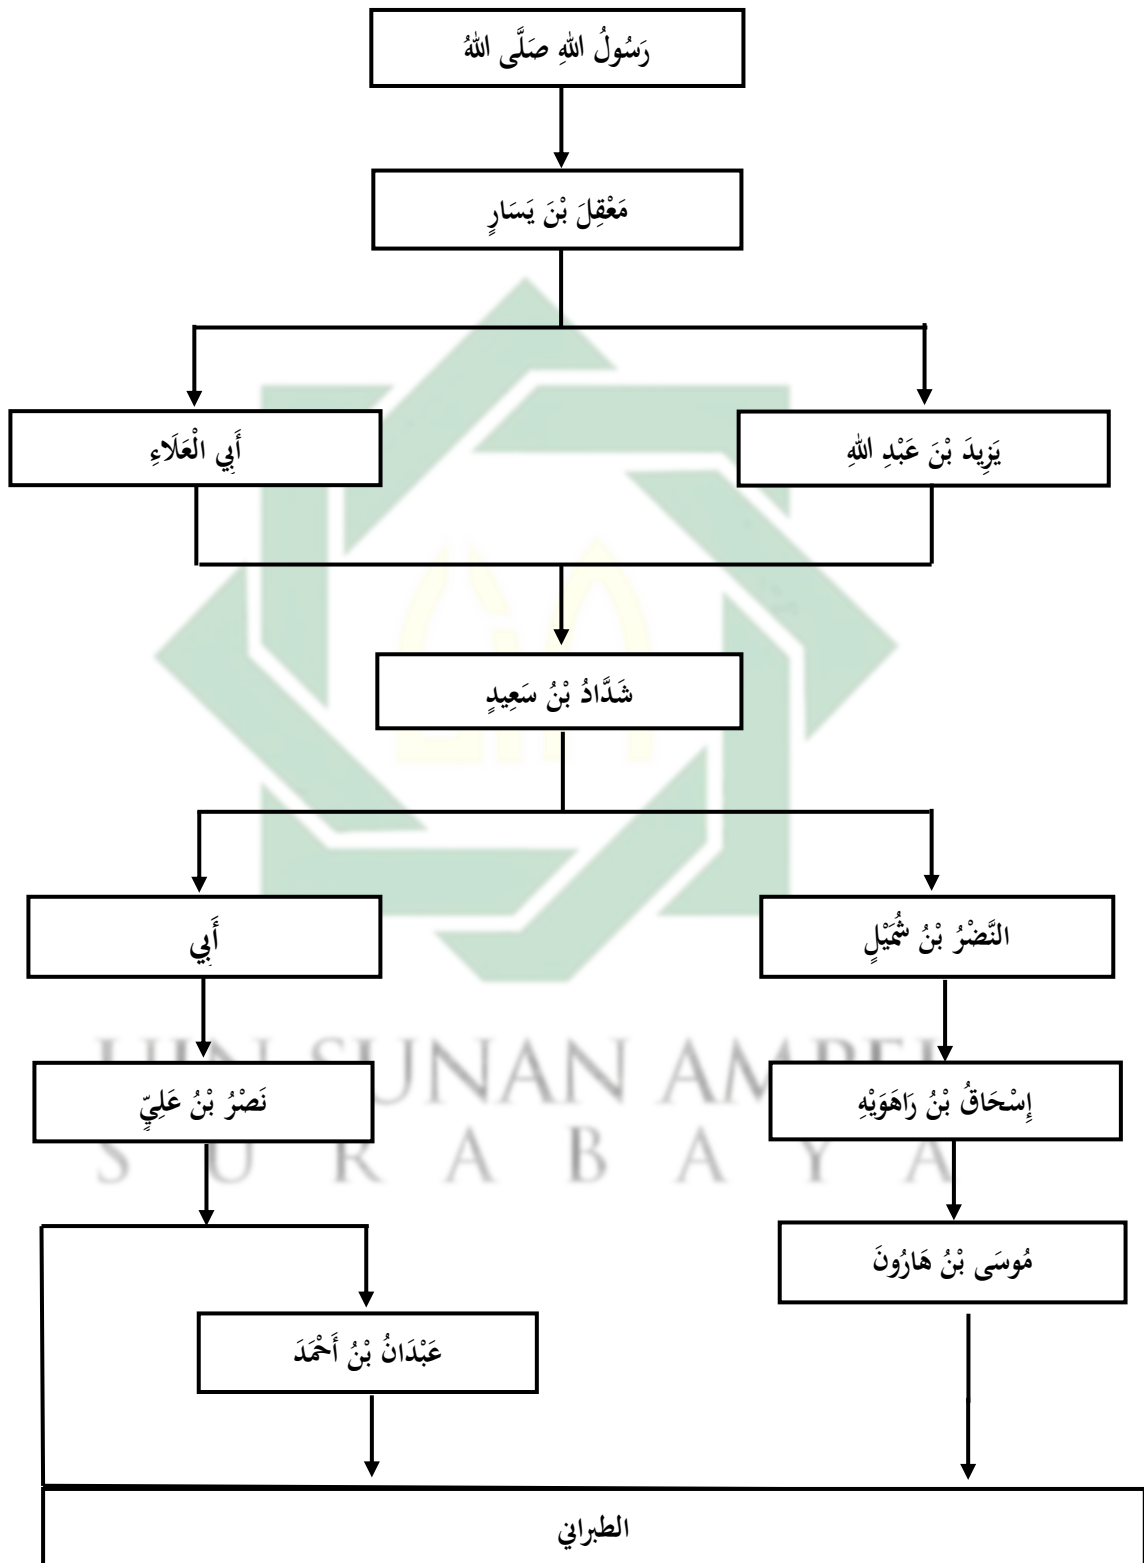 رَسُولُ اللهِ صَلَّى اللهُ
مَعْقِلَ بْنَ يَسَارٍ
يَزِيدَ بْنَ عَبْدِ اللهِ
أَبِي الْعَلَاءِ
شَدَّادُ بْنُ سَعِيدٍ
النَّضْرُ بْنُ شُمَيْلٍ
أَبِي
إِسْحَاقُ بْنُ رَاهَوَيْهِ
نَصْرُ بْنُ عَلِيٍّ
مُوسَى بْنُ هَارُونَ
عَبْدَانُ بْنُ أَحْمَدَ
الطبراني
UIN SUNAN AMPEL
SURABAYA